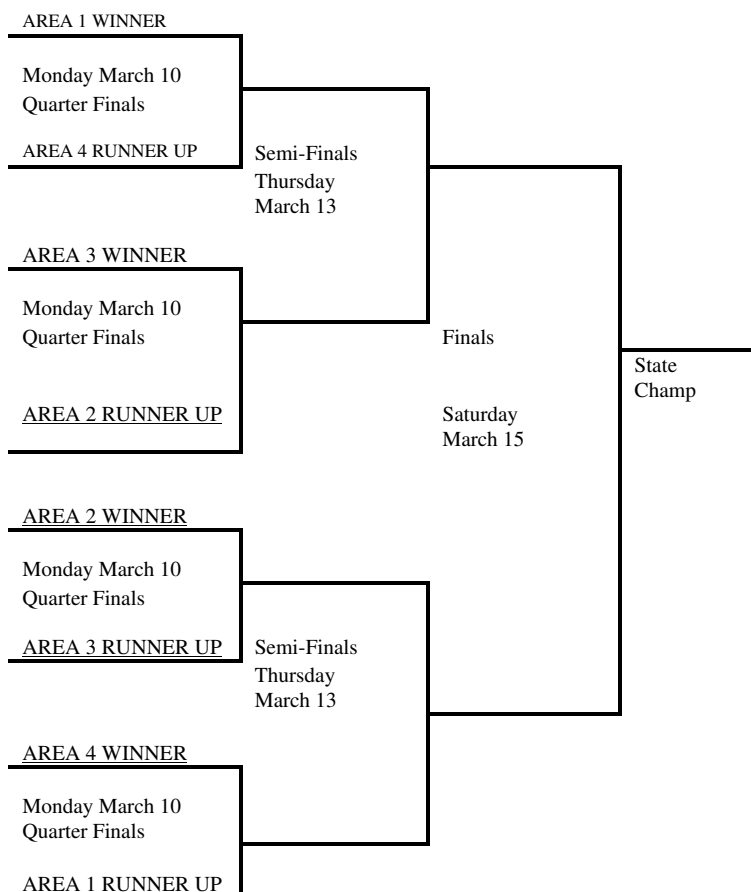 AREA 1 WINNER
Monday March 10
Quarter Finals
AREA 4 RUNNER UP
Semi-Finals
Thursday
March 13
AREA 3 WINNER
Monday March 10
Quarter Finals
AREA 2 RUNNER UP
Finals
Saturday
March 15
State
Champ
AREA 2 WINNER
Monday March 10
Quarter Finals
AREA 3 RUNNER UP
Semi-Finals
Thursday
March 13
AREA 4 WINNER
Monday March 10
Quarter Finals
AREA 1 RUNNER UP